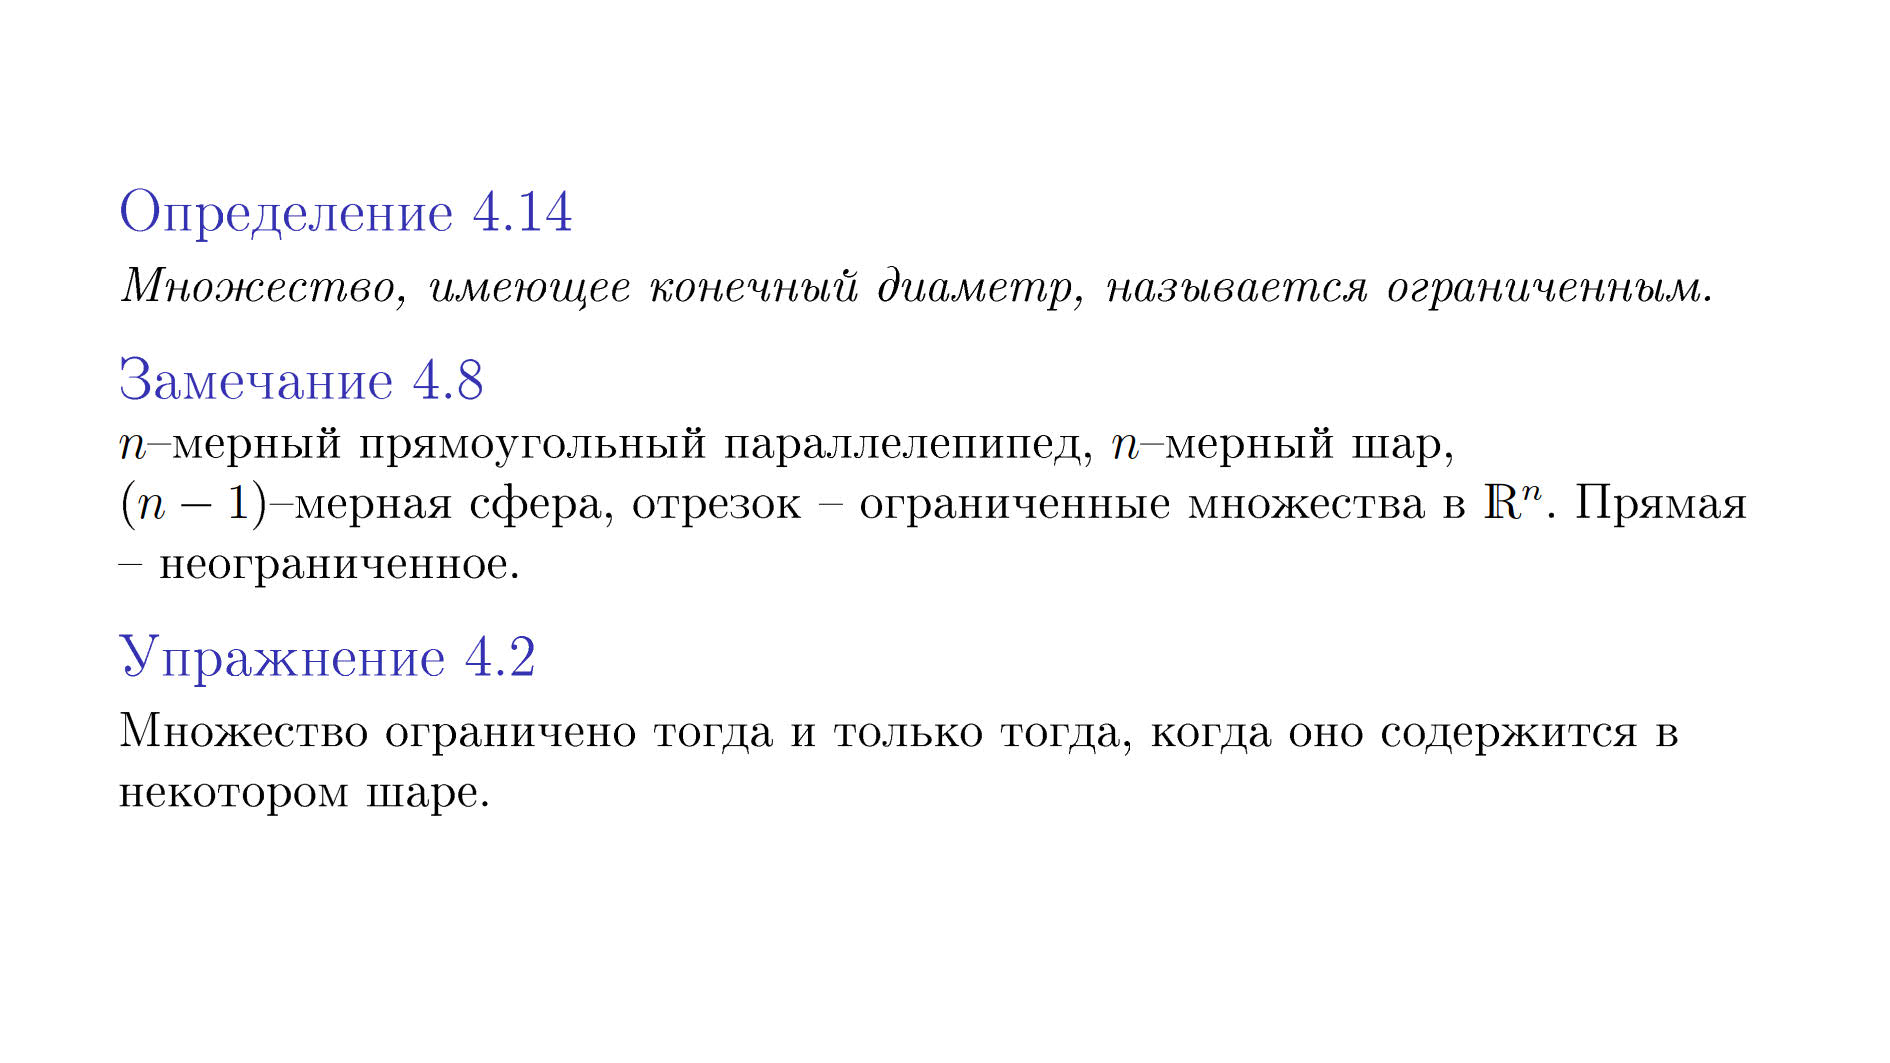 Определение 4.14
Множество, имеющее конечный диаметр, называется ограниченным.
Замечание 4.8
n–мерный прямоугольный параллелепипед, n–мерный шар,
(n − 1)–мерная сфера, отрезок – ограниченные множества в ℝⁿ. Прямая
– неограниченное.
Упражнение 4.2
Множество ограничено тогда и только тогда, когда оно содержится в
некотором шаре.